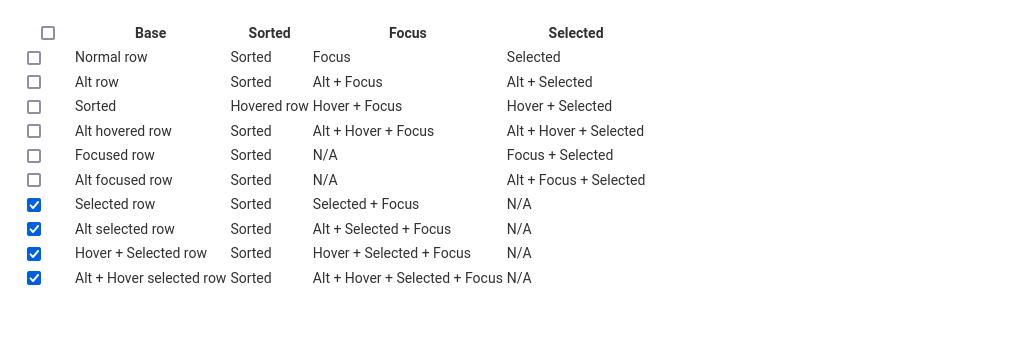 Base Sorted Focus Selected
Normal row Sorted Focus Selected
Alt row Sorted Alt + Focus Alt + Selected
Sorted Hovered row Hover + Focus Hover + Selected
Alt hovered row Sorted Alt + Hover + Focus Alt + Hover + Selected
Focused row Sorted N/A Focus + Selected
Alt focused row Sorted N/A Alt + Focus + Selected
Selected row Sorted Selected + Focus N/A
Alt selected row Sorted Alt + Selected + Focus N/A
Hover + Selected row Sorted Hover + Selected + Focus N/A
Alt + Hover selected row Sorted Alt + Hover + Selected + Focus N/A